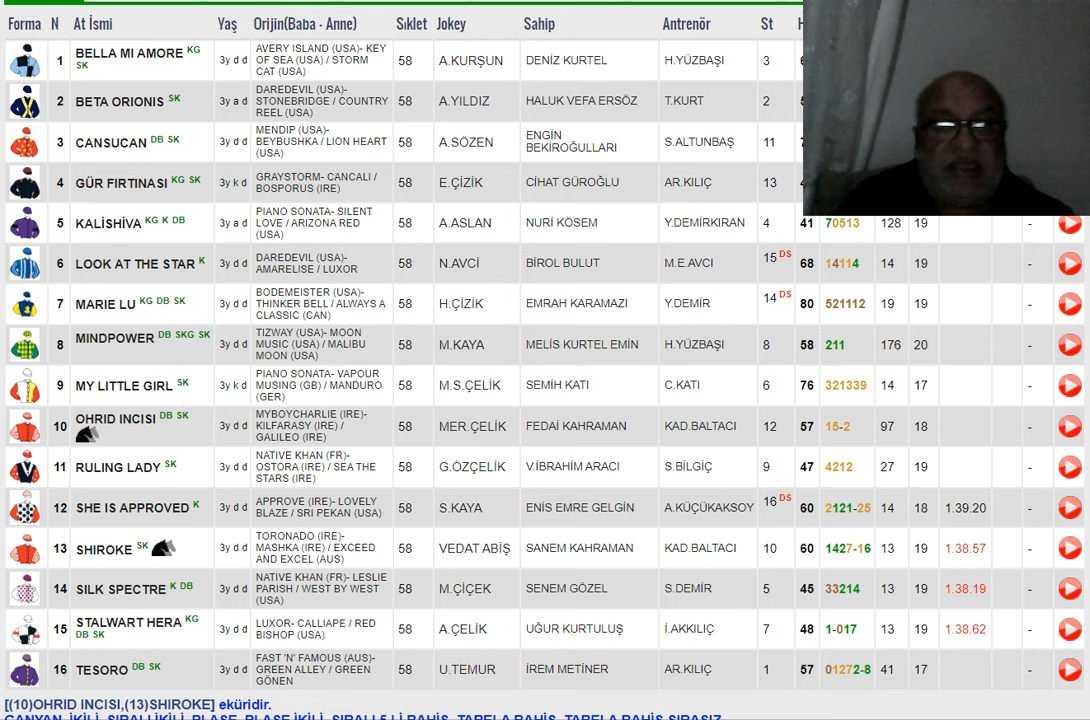 Forma N At İsmi Yaş Orijin(Baba - Anne) Sıklet Jokey Sahip Antrenör St
1 BELLA MI AMORE KG SK 3y d d AVERY ISLAND (USA)- KEY OF SEA (USA) / STORM CAT (USA) 58 A.KURŞUN DENİZ KURTEL H.YÜZBAŞI 3
2 BETA ORIONIS SK 3y a d DAREDEVIL (USA)- STONEBRIDGE / COUNTRY REEL (USA) 58 A.YILDIZ HALUK VEFA ERSÖZ T.KURT 2
3 CANSUCAN DB SK 3y d d MENDIP (USA)- BEYBUSHKA / LION HEART (USA) 58 A.SÖZEN ENGİN BEKİROĞULLARI S.ALTUNBAŞ 11
4 GÜR FIRTINASI KG SK 3y k d GRAYSTORM- CANCALI / BOSPORUS (IRE) 58 E.ÇİZİK CİHAT GÜROĞLU AR.KILIÇ 13
5 KALİSHİVA KG K DB 3y a d PIANO SONATA- SILENT LOVE / ARIZONA RED (USA) 58 A.ASLAN NURİ KÖSEM Y.DEMİRKIRAN 4 41 70513 128 19 -
6 LOOK AT THE STAR K 3y d d DAREDEVIL (USA)- AMARELISE / LUXOR 58 N.AVCİ BİROL BULUT M.E.AVCI 15 DS 68 14114 14 19 -
7 MARIE LU KG DB SK 3y d d BODEMEISTER (USA)- THINKER BELL / ALWAYS A CLASSIC (CAN) 58 H.ÇİZİK EMRAH KARAMAZI Y.DEMİR 14 DS 80 521112 19 19 -
8 MINDPOWER DB SKG SK 3y d d TIZWAY (USA)- MOON MUSIC (USA) / MALIBU MOON (USA) 58 M.KAYA MELİS KURTEL EMİN H.YÜZBAŞI 8 58 211 176 20 -
9 MY LITTLE GIRL SK 3y k d PIANO SONATA- VAPOUR MUSING (GB) / MANDURO (GER) 58 M.S.ÇELİK SEMİH KATI C.KATI 6 76 321339 14 17 -
10 OHRID INCISI DB SK 3y d d MYBOYCHARLIE (IRE)- KILFARASY (IRE) / GALILEO (IRE) 58 MER.ÇELİK FEDAİ KAHRAMAN KAD.BALTACI 12 57 15-2 97 18 -
11 RULING LADY SK 3y d d NATIVE KHAN (FR)- OSTORA (IRE) / SEA THE STARS (IRE) 58 G.ÖZÇELİK V.İBRAHİM ARACI S.BİLGİÇ 9 47 4212 27 19 -
12 SHE IS APPROVED K 3y d d APPROVE (IRE)- LOVELY BLAZE / SRI PEKAN (USA) 58 S.KAYA ENİS EMRE GELGİN A.KÜÇÜKAKSOY 16 DS 60 2121-25 14 18 1.39.20 -
13 SHIROKE SK 3y d d TORONADO (IRE)- MASHKA (IRE) / EXCEED AND EXCEL (AUS) 58 VEDAT ABİŞ SANEM KAHRAMAN KAD.BALTACI 10 60 1427-16 13 19 1.38.57 -
14 SILK SPECTRE K DB 3y d d NATIVE KHAN (FR)- LESLIE PARISH / WEST BY WEST (USA) 58 M.ÇİÇEK SENEM GÖZEL S.DEMİR 5 45 33214 13 19 1.38.19 -
15 STALWART HERA KG DB SK 3y d d LUXOR- CALLIAPE / RED BISHOP (USA) 58 A.ÇELİK UĞUR KURTULUŞ İ.AKKILIÇ 7 48 1-017 13 19 1.38.62 -
16 TESORO DB SK 3y d d FAST 'N' FAMOUS (AUS)- GREEN ALLEY / GREEN GÖNEN 58 U.TEMUR İREM METİNER AR.KILIÇ 1 57 01272-8 41 17 -
[(10)OHRID INCISI,(13)SHIROKE] eküridir.
GANYAN, İKİLİ, SIRALI İKİLİ, PLASE, PLASE İKİLİ, SIRALI 5 Lİ BAHİS, TABELA BAHİS, TABELA BAHİS SIRASIZ